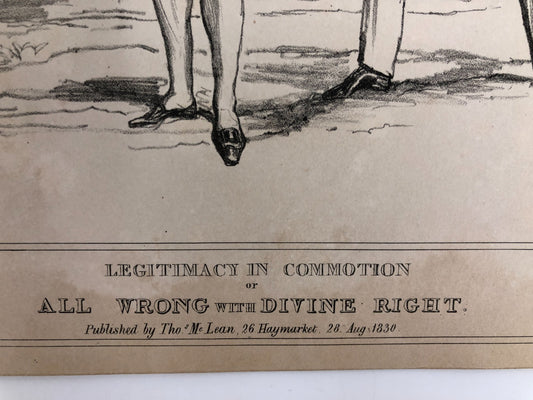 LEGITIMACY IN COMMOTION
or
ALL WRONG WITH DIVINE RIGHT.
Published by Thos. McLean, 26 Haymarket, 28, Aug. 1830